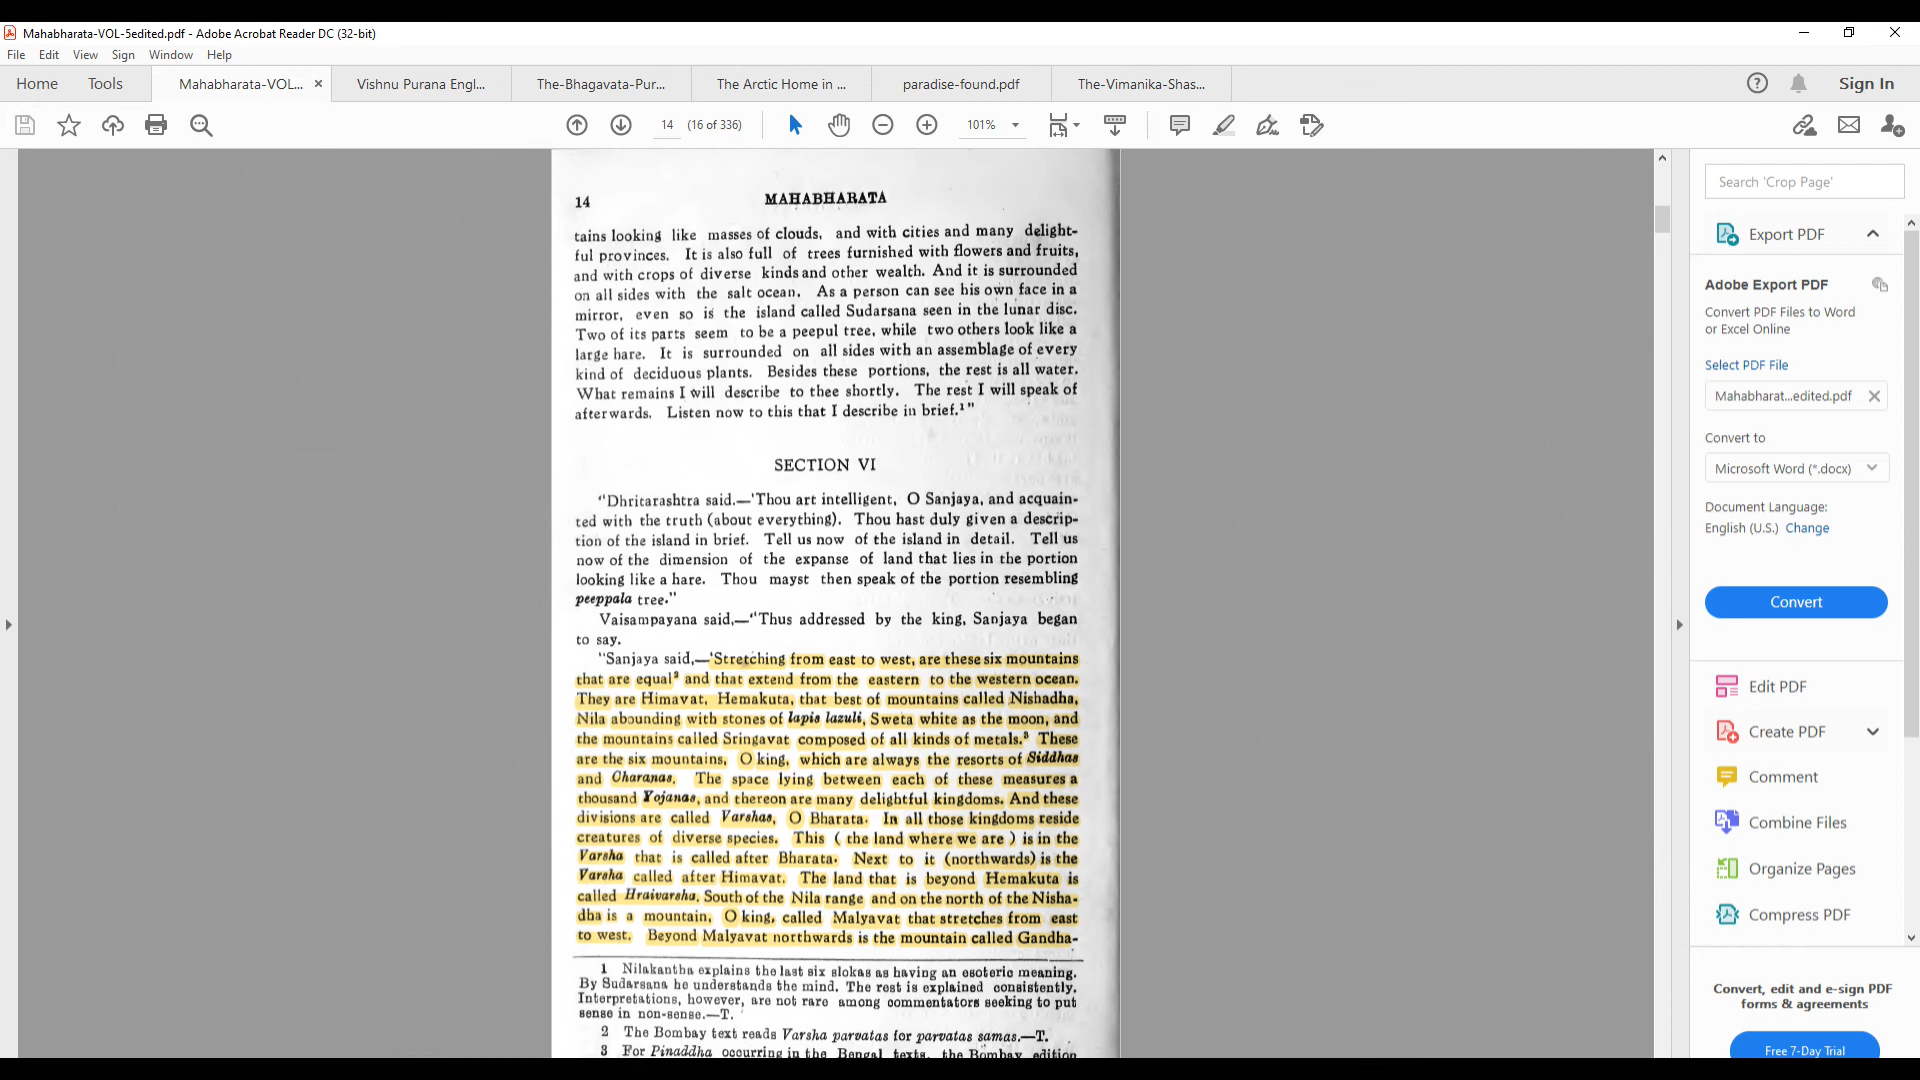 Mahabharata-VOL-5edited.pdf - Adobe Acrobat Reader DC (32-bit)
File Edit View Sign Window Help
Home Tools Mahabharata-VOL... × Vishnu Purana Engl... The-Bhagavata-Pur... The Arctic Home in ... paradise-found.pdf The-Vimanika-Shas... Sign In
14 (16 of 336) 101%
14 MAHABHARATA
tains looking like masses of clouds, and with cities and many delight-
ful provinces. It is also full of trees furnished with flowers and fruits,
and with crops of diverse kinds and other wealth. And it is surrounded
on all sides with the salt ocean. As a person can see his own face in a
mirror, even so is the island called Sudarsana seen in the lunar disc.
Two of its parts seem to be a peepul tree, while two others look like a
large hare. It is surrounded on all sides with an assemblage of every
kind of deciduous plants. Besides these portions, the rest is all water.
What remains I will describe to thee shortly. The rest I will speak of
afterwards. Listen now to this that I describe in brief.¹"
SECTION VI
"Dhritarashtra said.—'Thou art intelligent, O Sanjaya, and acquain-
ted with the truth (about everything). Thou hast duly given a descrip-
tion of the island in brief. Tell us now of the island in detail. Tell us
now of the dimension of the expanse of land that lies in the portion
looking like a hare. Thou mayst then speak of the portion resembling
peeppala tree."
Vaisampayana said,—"Thus addressed by the king, Sanjaya began
to say.
"Sanjaya said,—'Stretching from east to west, are these six mountains
that are equal² and that extend from the eastern to the western ocean.
They are Himavat, Hemakuta, that best of mountains called Nishadha,
Nila abounding with stones of lapis lazuli, Sweta white as the moon, and
the mountains called Sringavat composed of all kinds of metals.³ These
are the six mountains, O king, which are always the resorts of Siddhas
and Charanas. The space lying between each of these measures a
thousand Yojanas, and thereon are many delightful kingdoms. And these
divisions are called Varshas, O Bharata. In all those kingdoms reside
creatures of diverse species. This ( the land where we are ) is in the
Varsha that is called after Bharata. Next to it (northwards) is the
Varsha called after Himavat. The land that is beyond Hemakuta is
called Hraivarsha. South of the Nila range and on the north of the Nisha-
dha is a mountain, O king, called Malyavat that stretches from east
to west. Beyond Malyavat northwards is the mountain called Gandha-
1 Nilakantha explains the last six slokas as having an esoteric meaning.
By Sudarsana he understands the mind. The rest is explained consistently.
Interpretations, however, are not rare among commentators seeking to put
sense in non-sense.—T.
2 The Bombay text reads Varsha parvatas for parvatas samas.—T.
3 For Pinaddha occurring in the Bengal texts, the Bombay edition
Search 'Crop Page'
Export PDF
Adobe Export PDF
Convert PDF Files to Word
or Excel Online
Select PDF File
Mahabharat...edited.pdf
Convert to
Microsoft Word (*.docx)
Document Language:
English (U.S.) Change
Convert
Edit PDF
Create PDF
Comment
Combine Files
Organize Pages
Compress PDF
Convert, edit and e-sign PDF
forms & agreements
Free 7-Day Trial